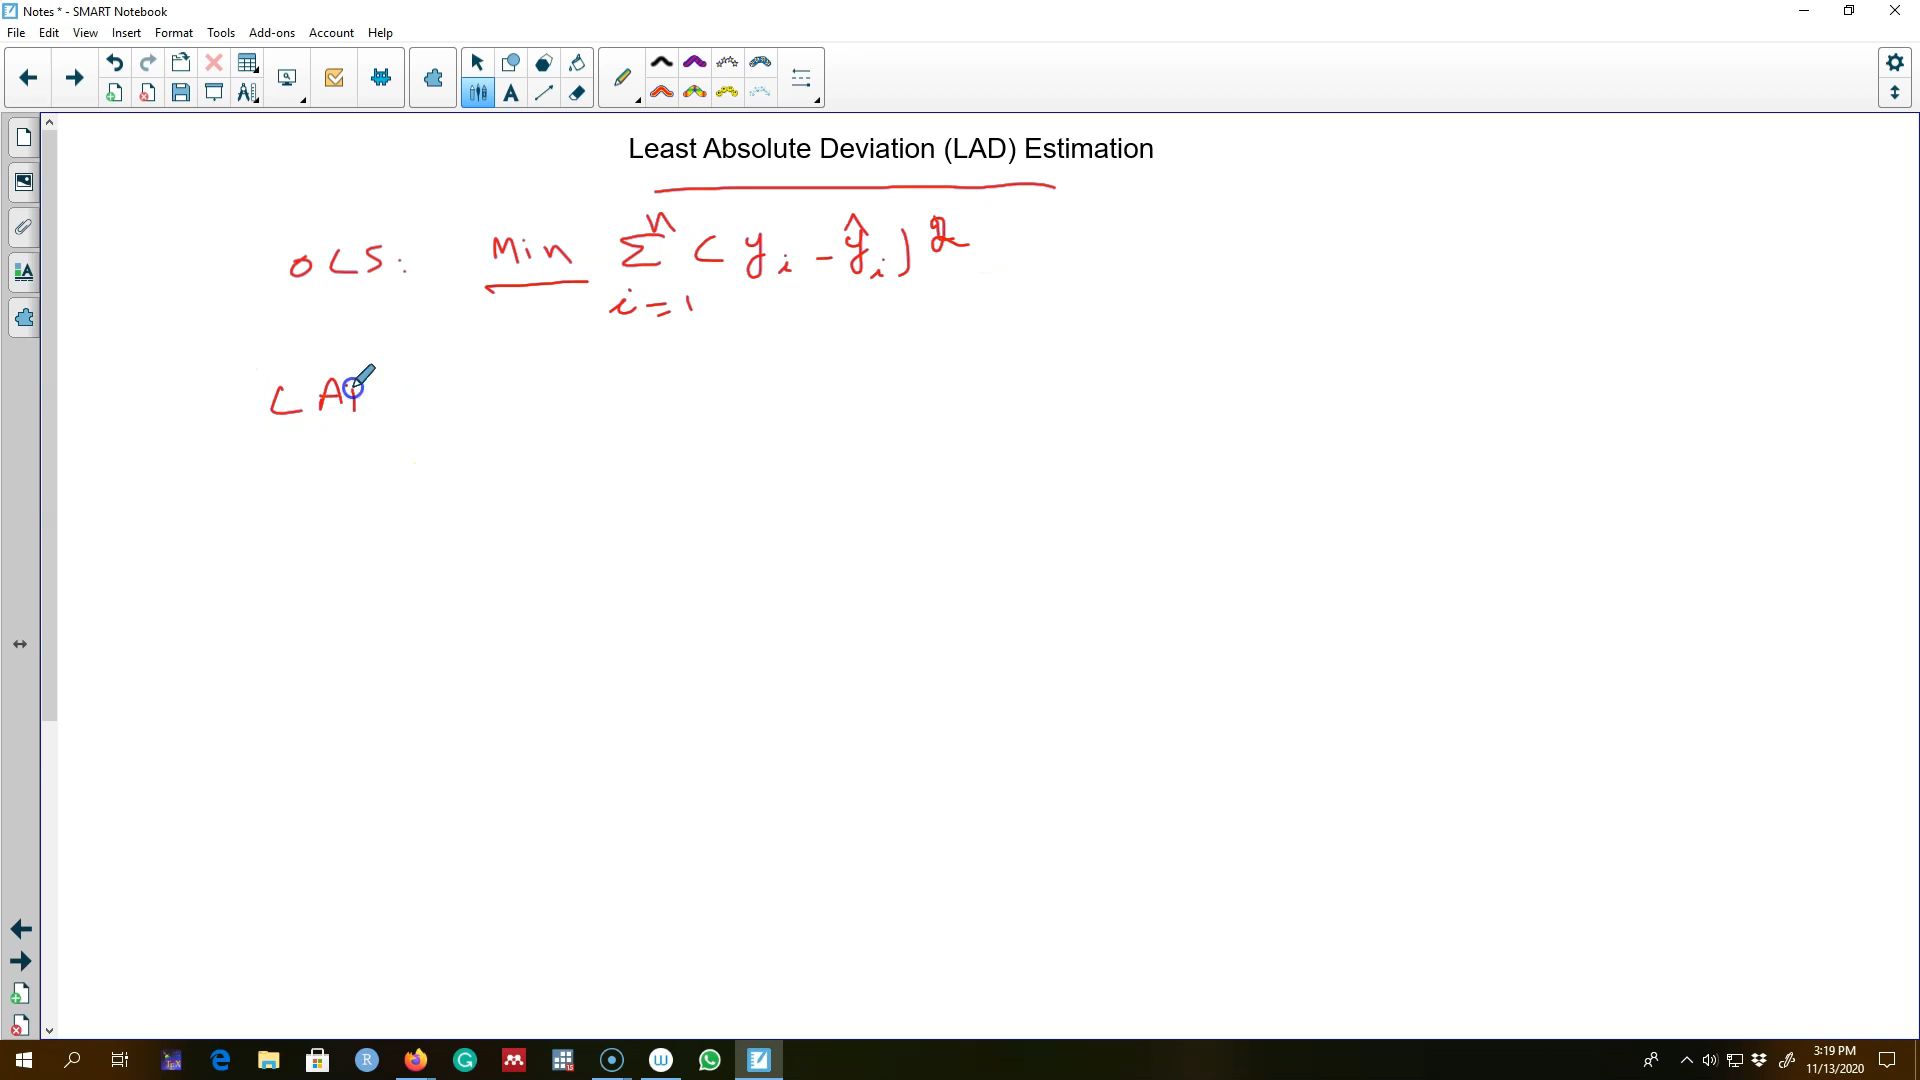 Notes * - SMART Notebook
File Edit View Insert Format Tools Add-ons Account Help
Least Absolute Deviation (LAD) Estimation
OLS: Min ∑ⁿᵢ₌₁ (yᵢ - ŷᵢ)²
LA
3:19 PM
11/13/2020